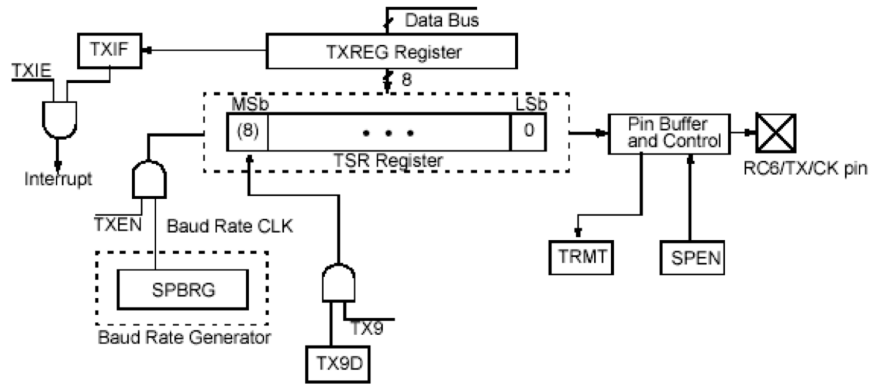 Data Bus
TXIF
TXREG Register
TXIE
8
MSb
LSb
(8)
• • •
0
TSR Register
Pin Buffer
and Control
RC6/TX/CK pin
Interrupt
TXEN
Baud Rate CLK
TRMT
SPEN
SPBRG
Baud Rate Generator
TX9
TX9D